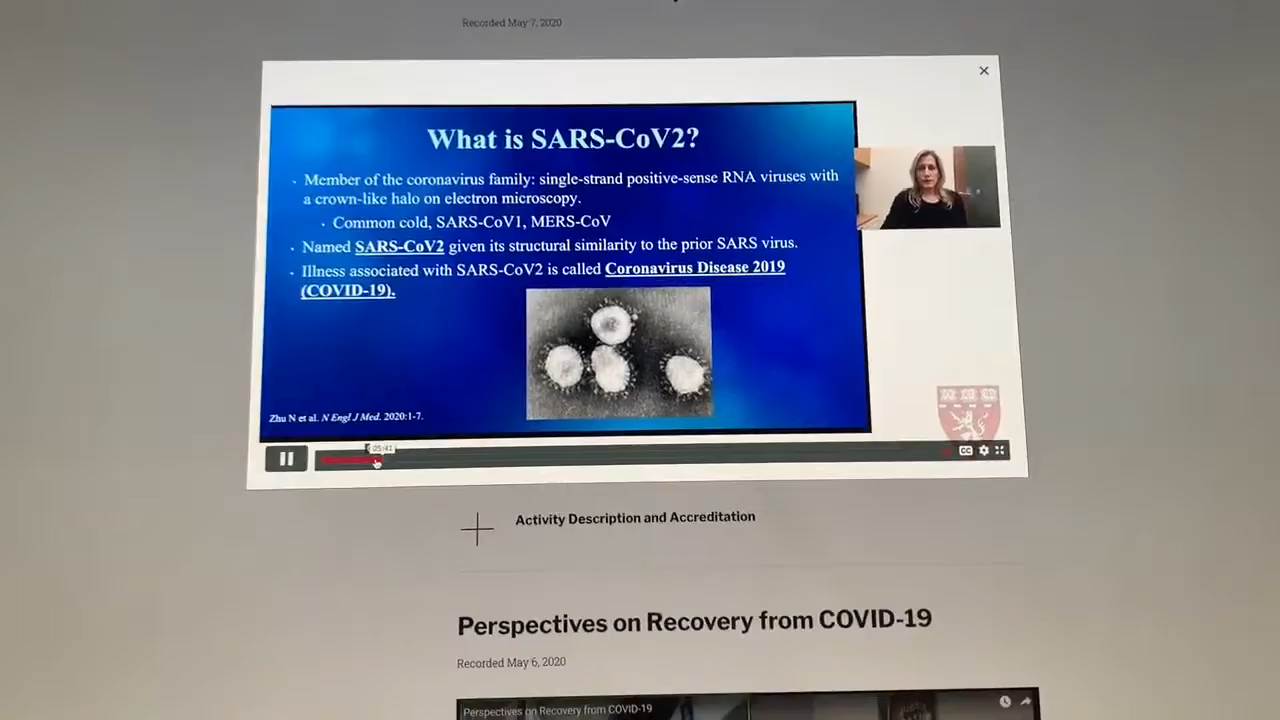 Recorded May 7, 2020
What is SARS-CoV2?
· Member of the coronavirus family: single-strand positive-sense RNA viruses with
a crown-like halo on electron microscopy.
· Common cold, SARS-CoV1, MERS-CoV
· Named SARS-CoV2 given its structural similarity to the prior SARS virus.
· Illness associated with SARS-CoV2 is called Coronavirus Disease 2019
(COVID-19).
Zhu N et al. N Engl J Med. 2020:1-7.
05:41
CC
Activity Description and Accreditation
Perspectives on Recovery from COVID-19
Recorded May 6, 2020
Perspectives on Recovery from COVID-19